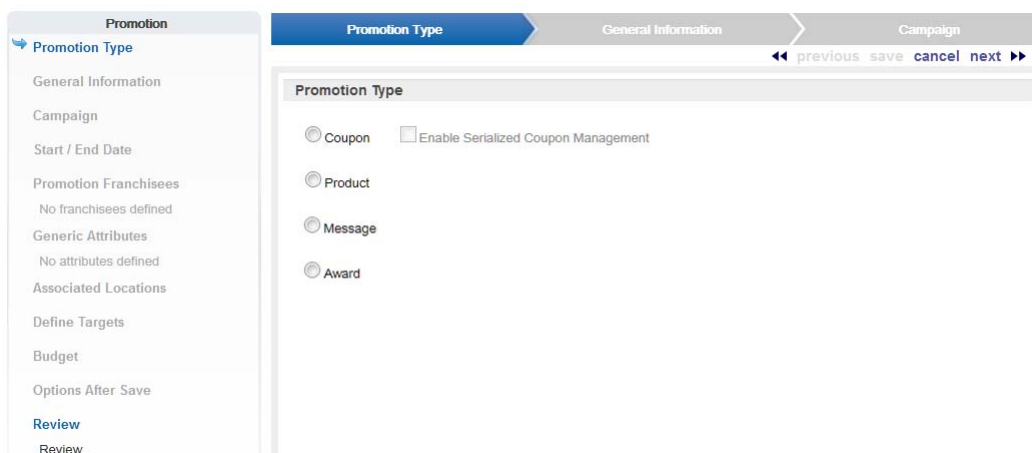 Promotion
Promotion Type
General Information
Campaign
Start / End Date
Promotion Franchisees
No franchisees defined
Generic Attributes
No attributes defined
Associated Locations
Define Targets
Budget
Options After Save
Review
Review
Promotion Type General Information Campaign
previous save cancel next
Promotion Type
Coupon Enable Serialized Coupon Management
Product
Message
Award